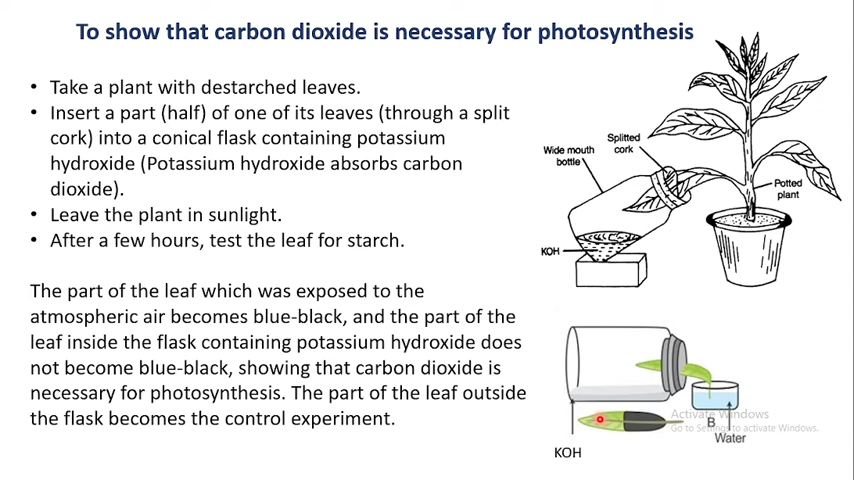 To show that carbon dioxide is necessary for photosynthesis
• Take a plant with destarched leaves.
• Insert a part (half) of one of its leaves (through a split
cork) into a conical flask containing potassium
hydroxide (Potassium hydroxide absorbs carbon
dioxide).
• Leave the plant in sunlight.
• After a few hours, test the leaf for starch.
The part of the leaf which was exposed to the
atmospheric air becomes blue-black, and the part of the
leaf inside the flask containing potassium hydroxide does
not become blue-black, showing that carbon dioxide is
necessary for photosynthesis. The part of the leaf outside
the flask becomes the control experiment.
Splitted
cork
Wide mouth
bottle
Potted
plant
KOH
Activate Windows
Go to Settings to activate Windows.
B
Water
KOH